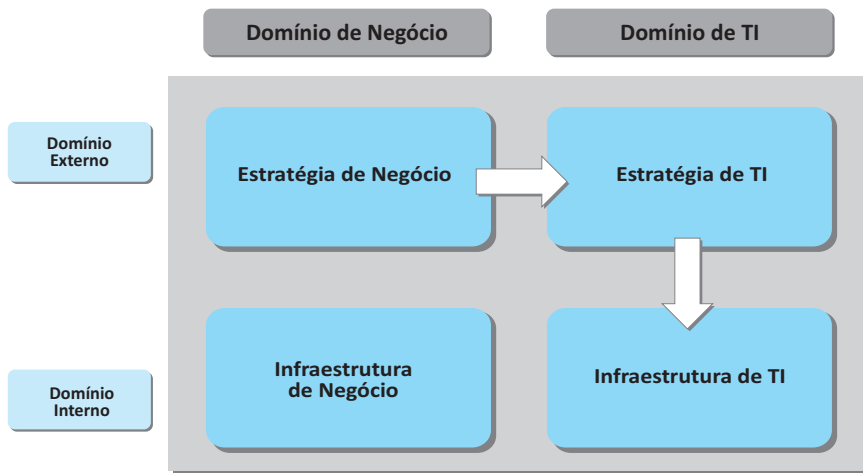 Domínio de Negócio
Domínio de TI
Domínio
Externo
Estratégia de Negócio
Estratégia de TI
Domínio
Interno
Infraestrutura
de Negócio
Infraestrutura de TI